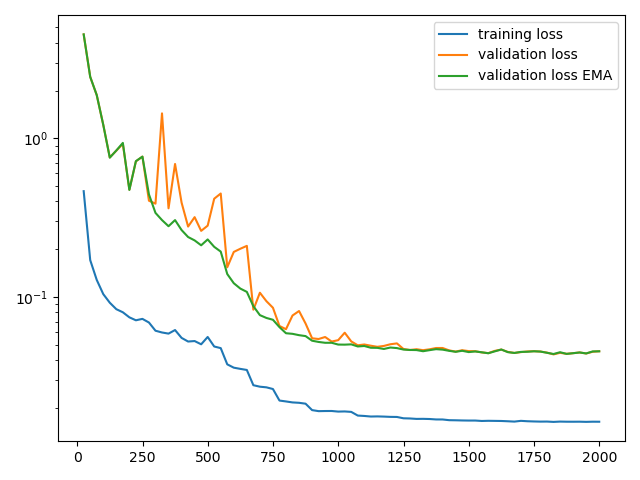 training loss
validation loss
validation loss EMA
10⁰
10⁻¹
0 250 500 750 1000 1250 1500 1750 2000